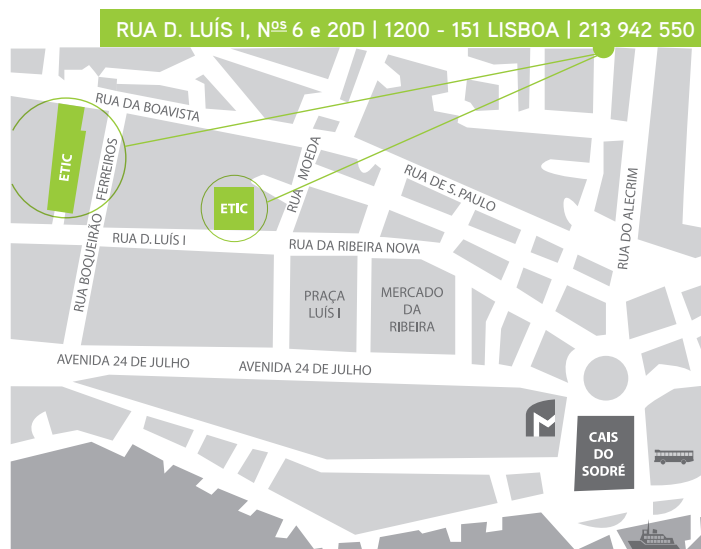 RUA D. LUÍS I, Nos 6 e 20D | 1200 - 151 LISBOA | 213 942 550
RUA DA BOAVISTA
ETIC
RUA BOQUEIRÃO FERREIROS
RUA MOEDA
ETIC
RUA DE S. PAULO
RUA DO ALECRIM
RUA D. LUÍS I
RUA DA RIBEIRA NOVA
PRAÇA
LUÍS I
MERCADO
DA
RIBEIRA
AVENIDA 24 DE JULHO
AVENIDA 24 DE JULHO
M
CAIS
DO
SODRÉ